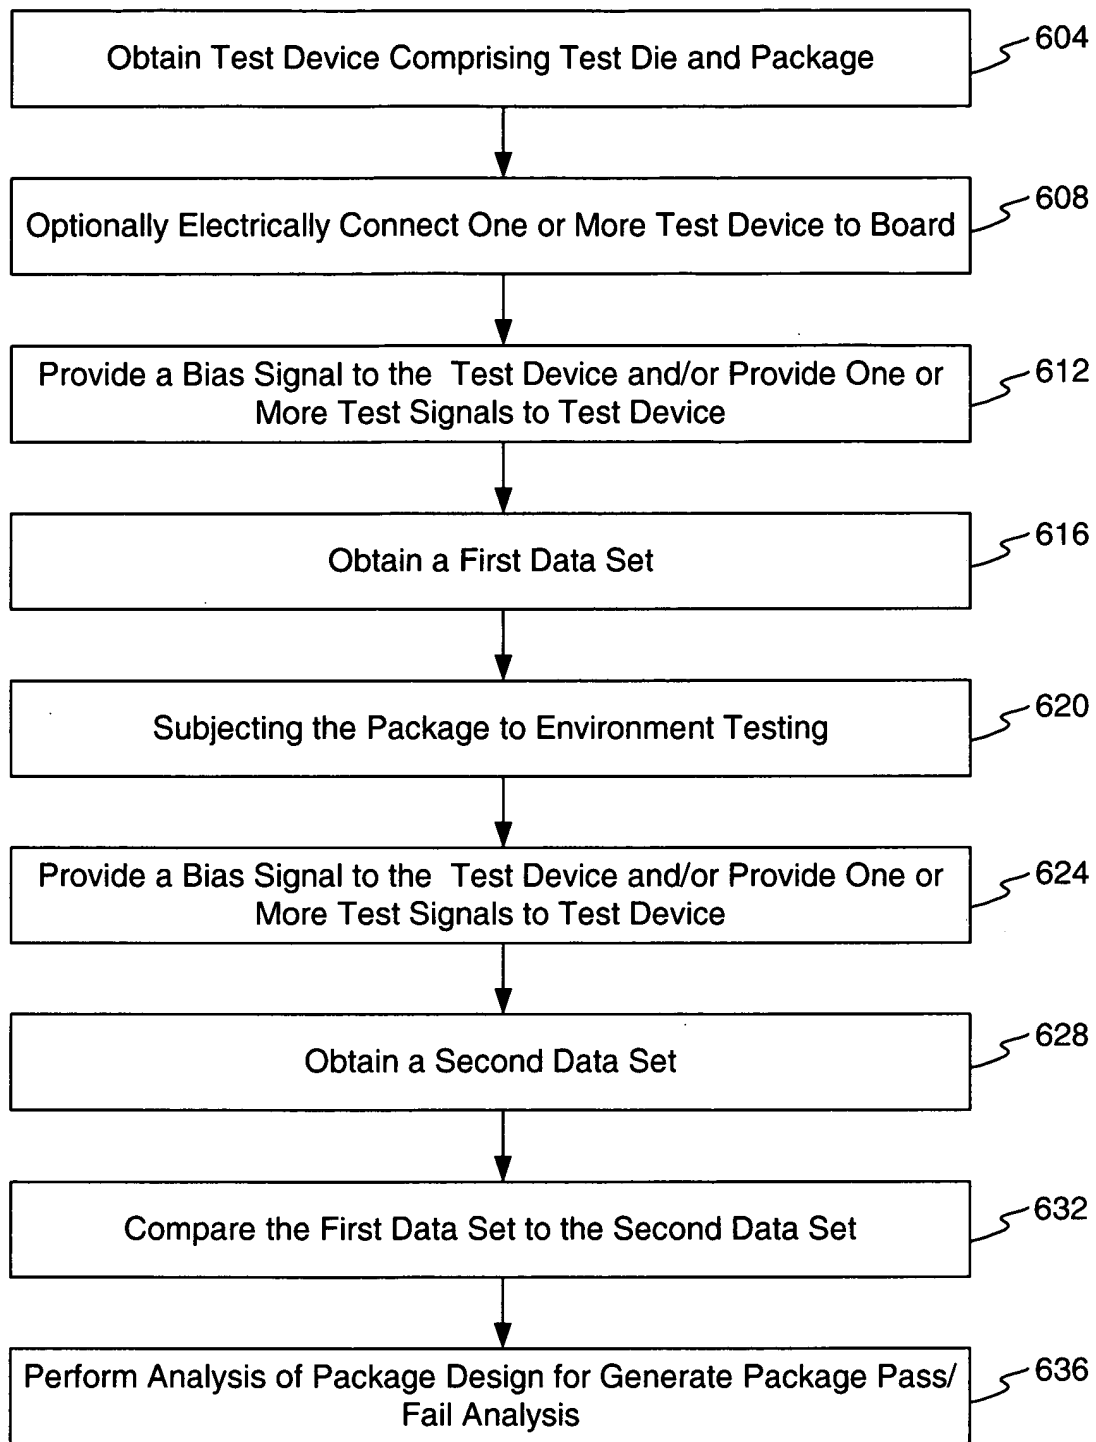 Obtain Test Device Comprising Test Die and Package
604
Optionally Electrically Connect One or More Test Device to Board
608
Provide a Bias Signal to the Test Device and/or Provide One or
More Test Signals to Test Device
612
Obtain a First Data Set
616
Subjecting the Package to Environment Testing
620
Provide a Bias Signal to the Test Device and/or Provide One or
More Test Signals to Test Device
624
Obtain a Second Data Set
628
Compare the First Data Set to the Second Data Set
632
Perform Analysis of Package Design for Generate Package Pass/
Fail Analysis
636